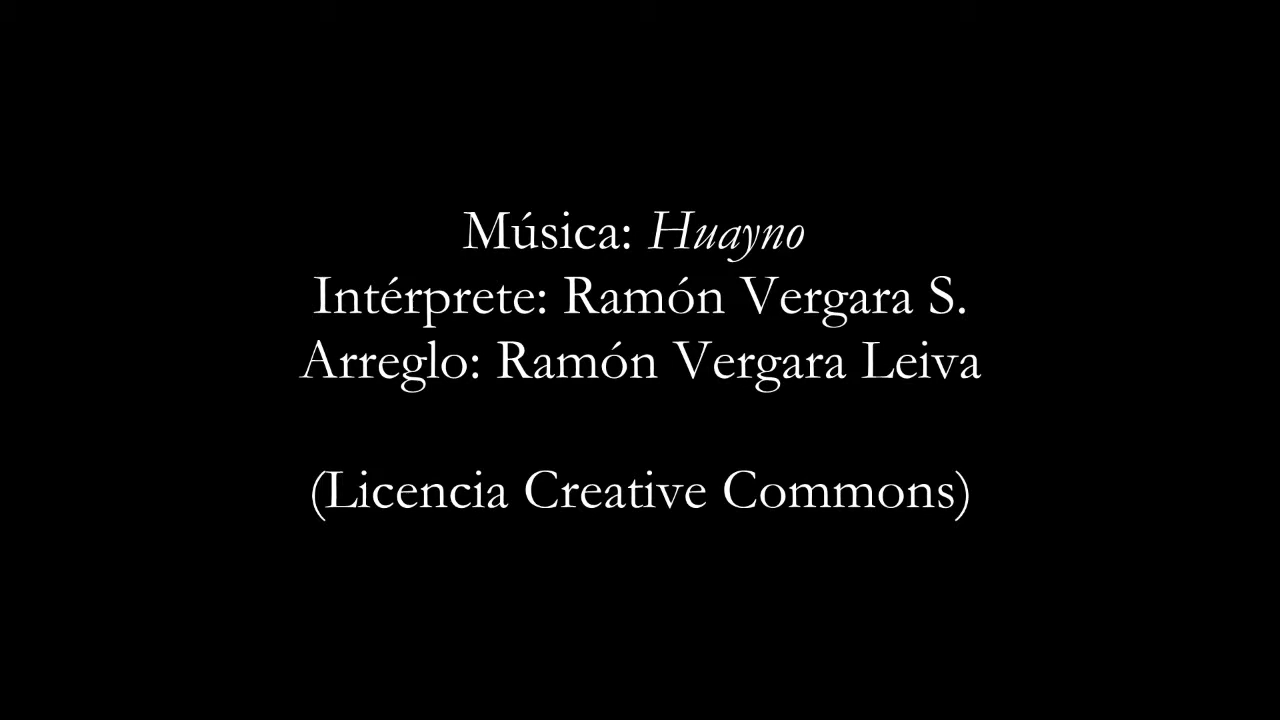 Música: Huayno
Intérprete: Ramón Vergara S.
Arreglo: Ramón Vergara Leiva
(Licencia Creative Commons)